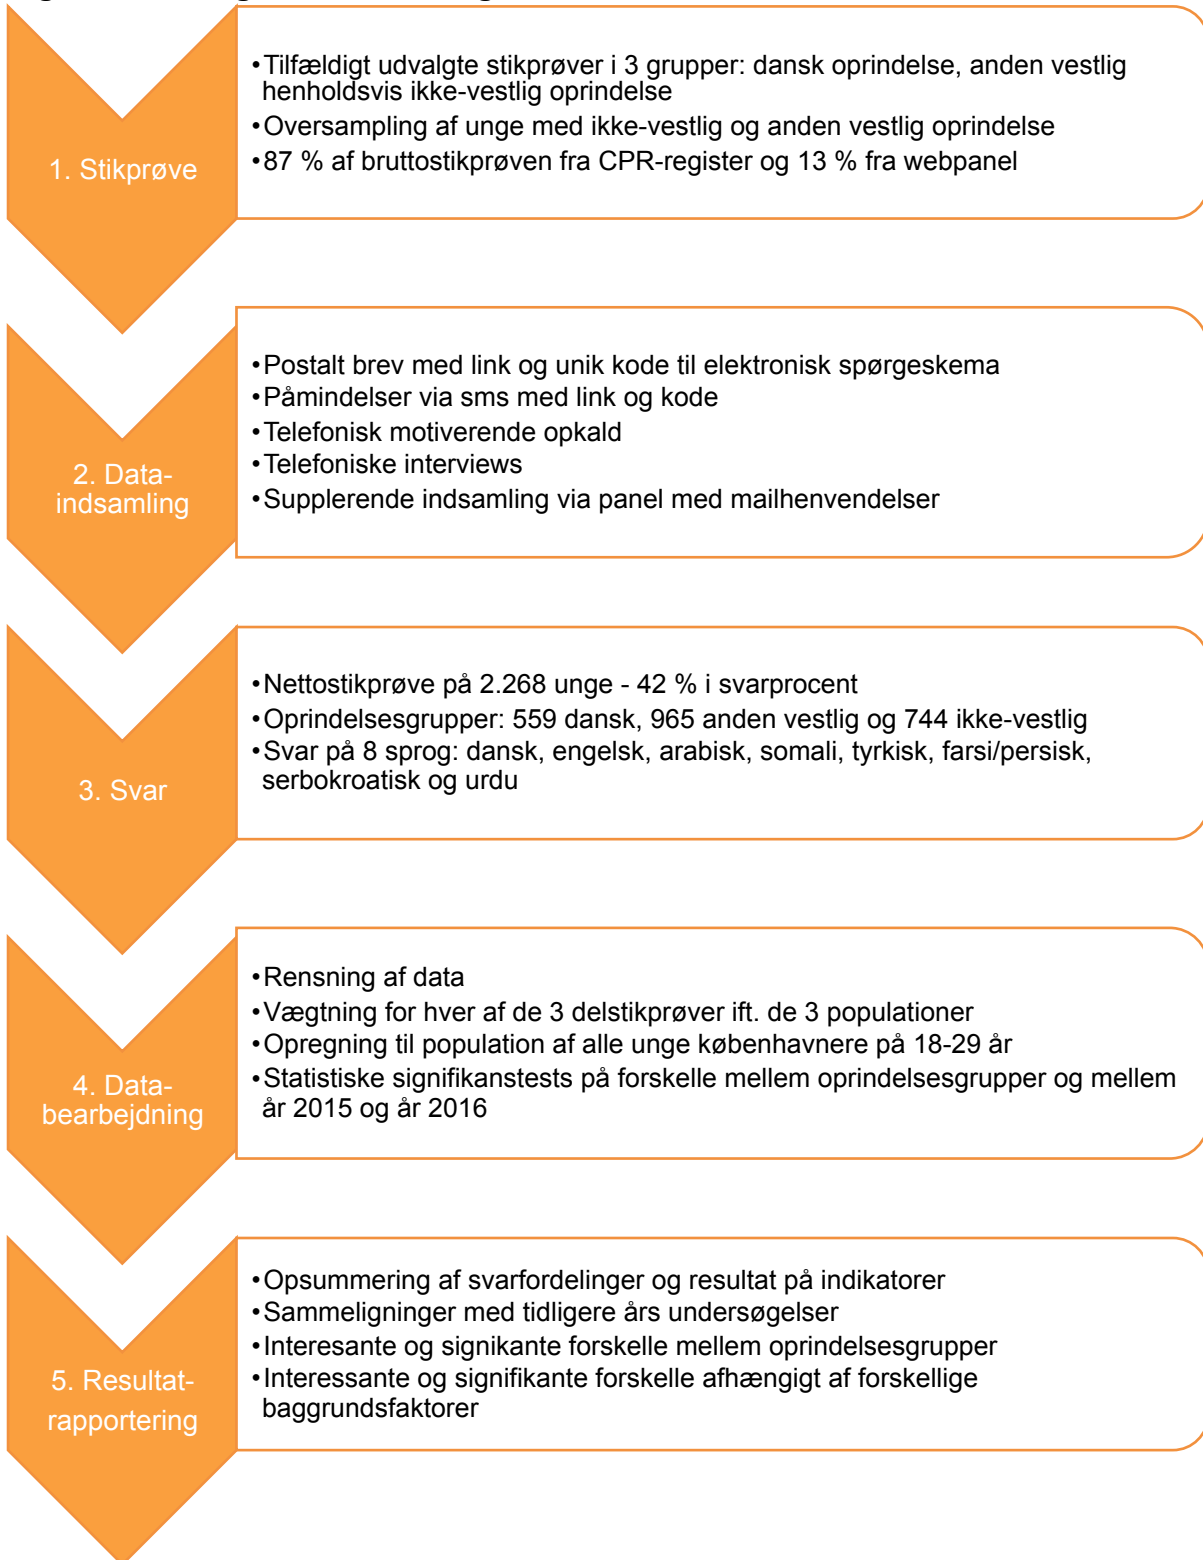 1. Stikprøve
•Tilfældigt udvalgte stikprøver i 3 grupper: dansk oprindelse, anden vestlig
henholdsvis ikke-vestlig oprindelse
•Oversampling af unge med ikke-vestlig og anden vestlig oprindelse
•87 % af bruttostikprøven fra CPR-register og 13 % fra webpanel
2. Data-
indsamling
•Postalt brev med link og unik kode til elektronisk spørgeskema
•Påmindelser via sms med link og kode
•Telefonisk motiverende opkald
•Telefoniske interviews
•Supplerende indsamling via panel med mailhenvendelser
3. Svar
•Nettostikprøve på 2.268 unge - 42 % i svarprocent
•Oprindelsesgrupper: 559 dansk, 965 anden vestlig og 744 ikke-vestlig
•Svar på 8 sprog: dansk, engelsk, arabisk, somali, tyrkisk, farsi/persisk,
serbokroatisk og urdu
4. Data-
bearbejdning
•Rensning af data
•Vægtning for hver af de 3 delstikprøver ift. de 3 populationer
•Opregning til population af alle unge københavnere på 18-29 år
•Statistiske signifikanstests på forskelle mellem oprindelsesgrupper og mellem
år 2015 og år 2016
5. Resultat-
rapportering
•Opsummering af svarfordelinger og resultat på indikatorer
•Sammeligninger med tidligere års undersøgelser
•Interesante og signikante forskelle mellem oprindelsesgrupper
•Interessante og signifikante forskelle afhængigt af forskellige
baggrundsfaktorer